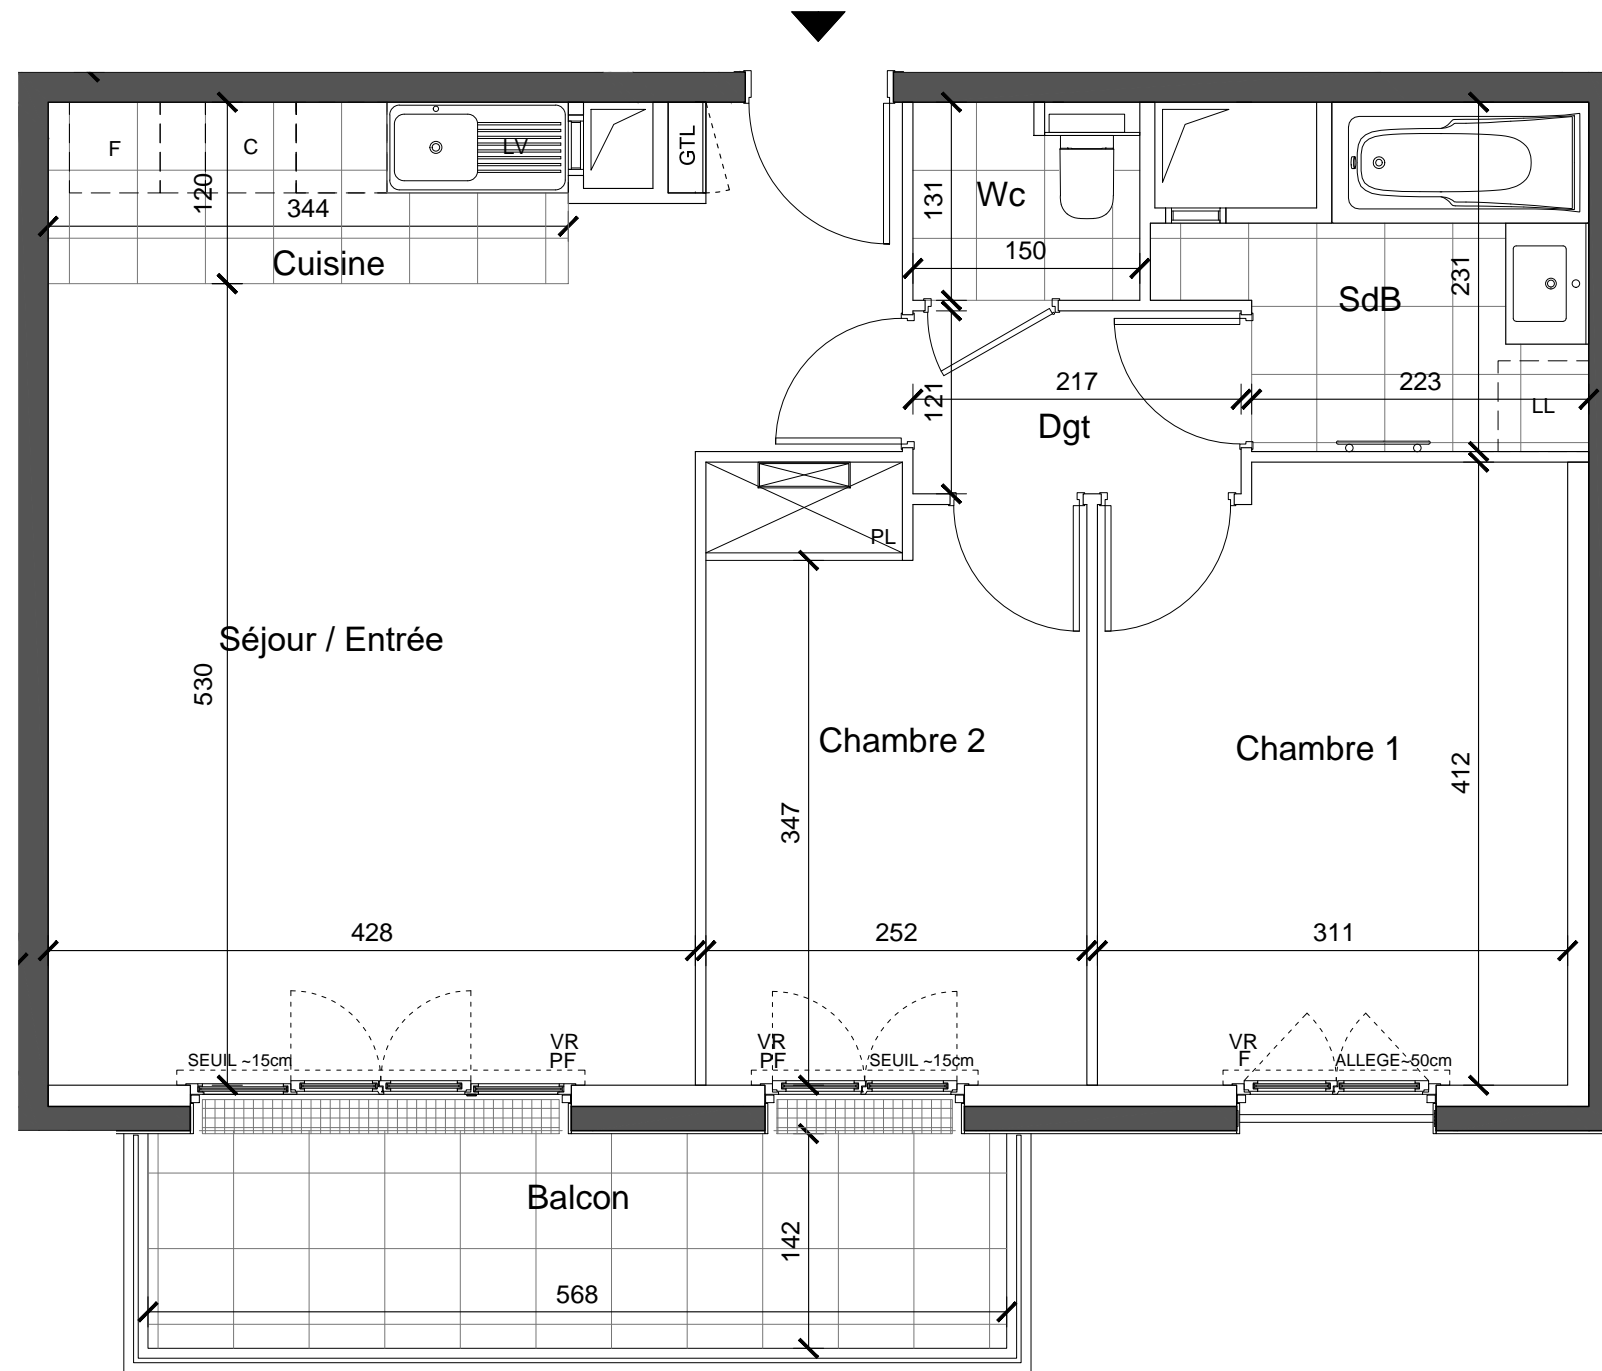 F
C
LV
GTL
120
344
Cuisine
131
Wc
150
231
SdB
121
217
223
LL
Dgt
PL
Séjour / Entrée
530
Chambre 2
Chambre 1
347
412
428
252
311
SEUIL ~15cm
VR
PF
VR
PF
SEUIL ~15cm
VR
F
ALLEGE~50cm
Balcon
142
568